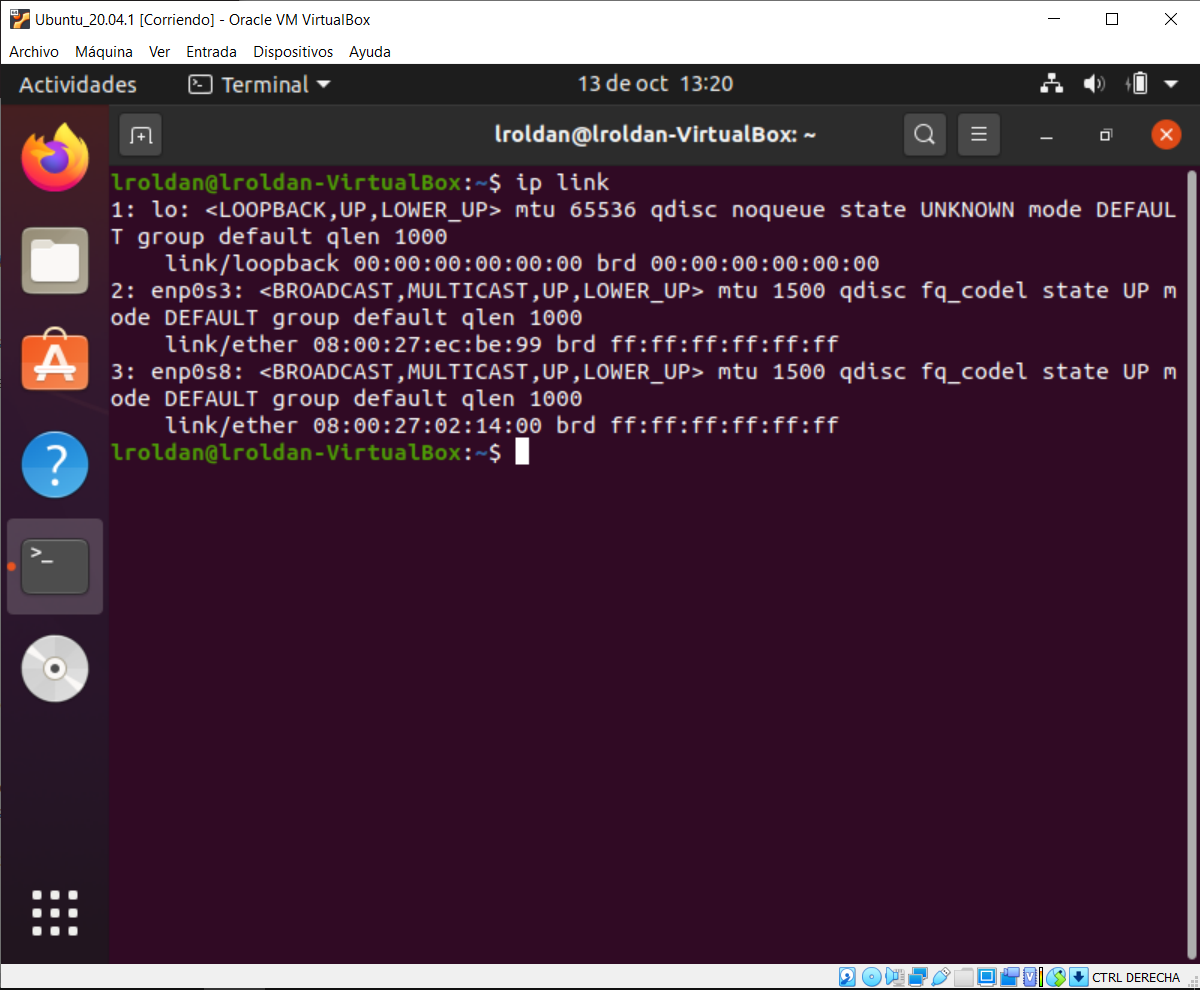 Ubuntu_20.04.1 [Corriendo] - Oracle VM VirtualBox
Archivo Máquina Ver Entrada Dispositivos Ayuda
Actividades Terminal 13 de oct 13:20
lroldan@lroldan-VirtualBox: ~
lroldan@lroldan-VirtualBox:~$ ip link
1: lo: <LOOPBACK,UP,LOWER_UP> mtu 65536 qdisc noqueue state UNKNOWN mode DEFAUL
T group default qlen 1000
    link/loopback 00:00:00:00:00:00 brd 00:00:00:00:00:00
2: enp0s3: <BROADCAST,MULTICAST,UP,LOWER_UP> mtu 1500 qdisc fq_codel state UP m
ode DEFAULT group default qlen 1000
    link/ether 08:00:27:ec:be:99 brd ff:ff:ff:ff:ff:ff
3: enp0s8: <BROADCAST,MULTICAST,UP,LOWER_UP> mtu 1500 qdisc fq_codel state UP m
ode DEFAULT group default qlen 1000
    link/ether 08:00:27:02:14:00 brd ff:ff:ff:ff:ff:ff
lroldan@lroldan-VirtualBox:~$
CTRL DERECHA